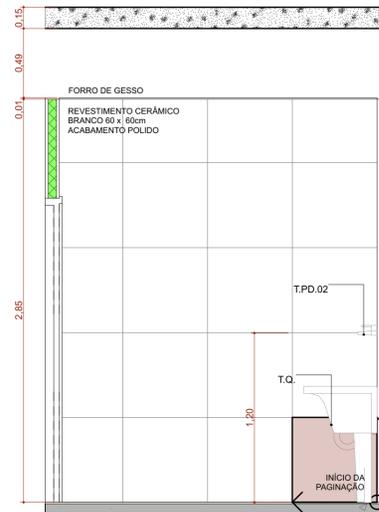 0,15
0,49
FORRO DE GESSO
0,01
REVESTIMENTO CERÂMICO
BRANCO 60 x 60cm
ACABAMENTO POLIDO
T.PD.02
2,85
T.Q.
1,20
INÍCIO DA
PAGINAÇÃO